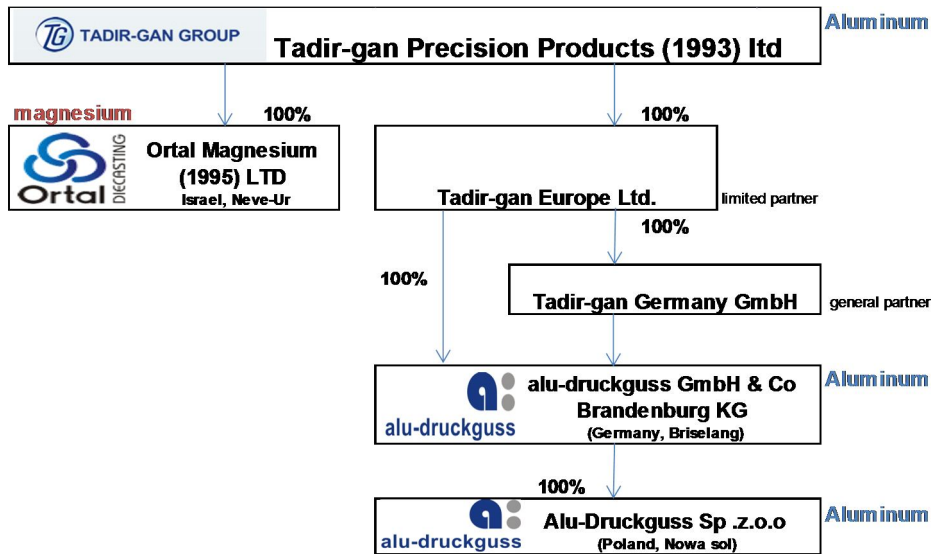 TG TADIR-GAN GROUP
Tadir-gan Precision Products (1993) ltd
Aluminum
magnesium
100%
100%
Ortal
DIECASTING
Ortal Magnesium
(1995) LTD
Israel, Neve-Ur
Tadir-gan Europe Ltd.
limited partner
100%
100%
Tadir-gan Germany GmbH
general partner
a:
alu-druckguss
alu-druckguss GmbH & Co
Brandenburg KG
(Germany, Briselang)
Aluminum
100%
a:
alu-druckguss
Alu-Druckguss Sp .z.o.o
(Poland, Nowa sol)
Aluminum